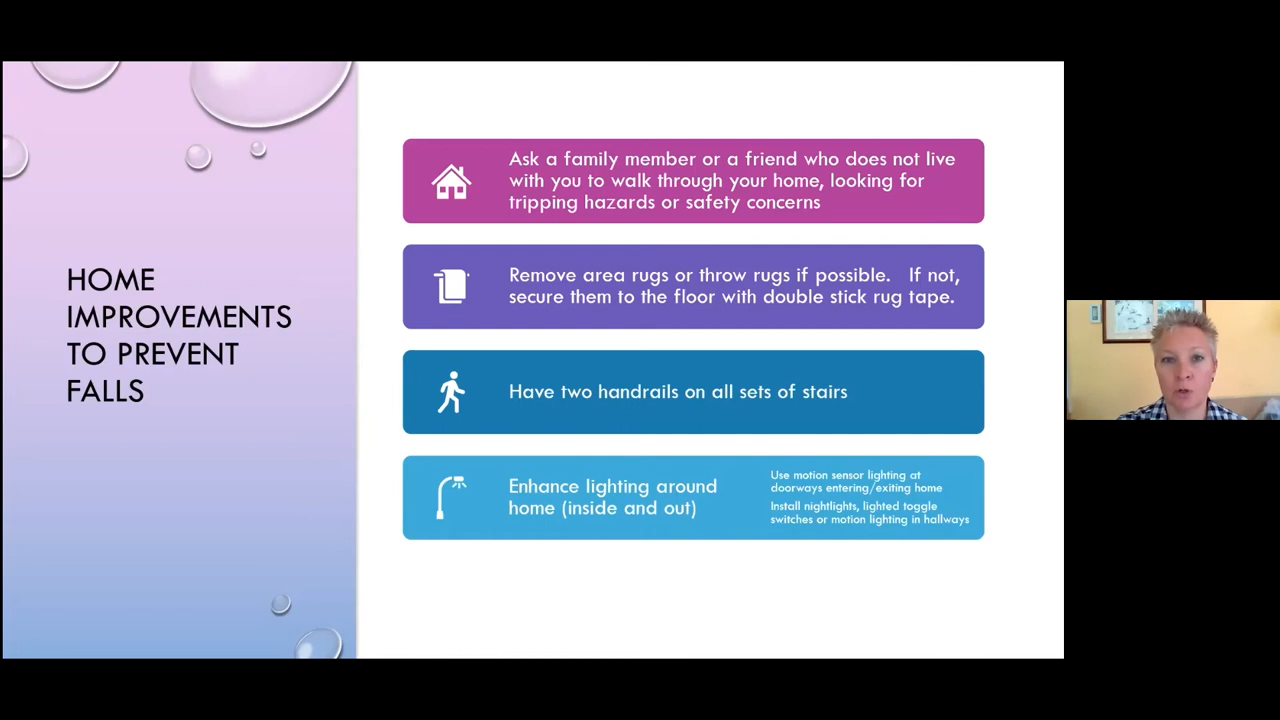 HOME
IMPROVEMENTS
TO PREVENT
FALLS
Ask a family member or a friend who does not live
with you to walk through your home, looking for
tripping hazards or safety concerns
Remove area rugs or throw rugs if possible.   If not,
secure them to the floor with double stick rug tape.
Have two handrails on all sets of stairs
Enhance lighting around
home (inside and out)
Use motion sensor lighting at
doorways entering/exiting home
Install nightlights, lighted toggle
switches or motion lighting in hallways